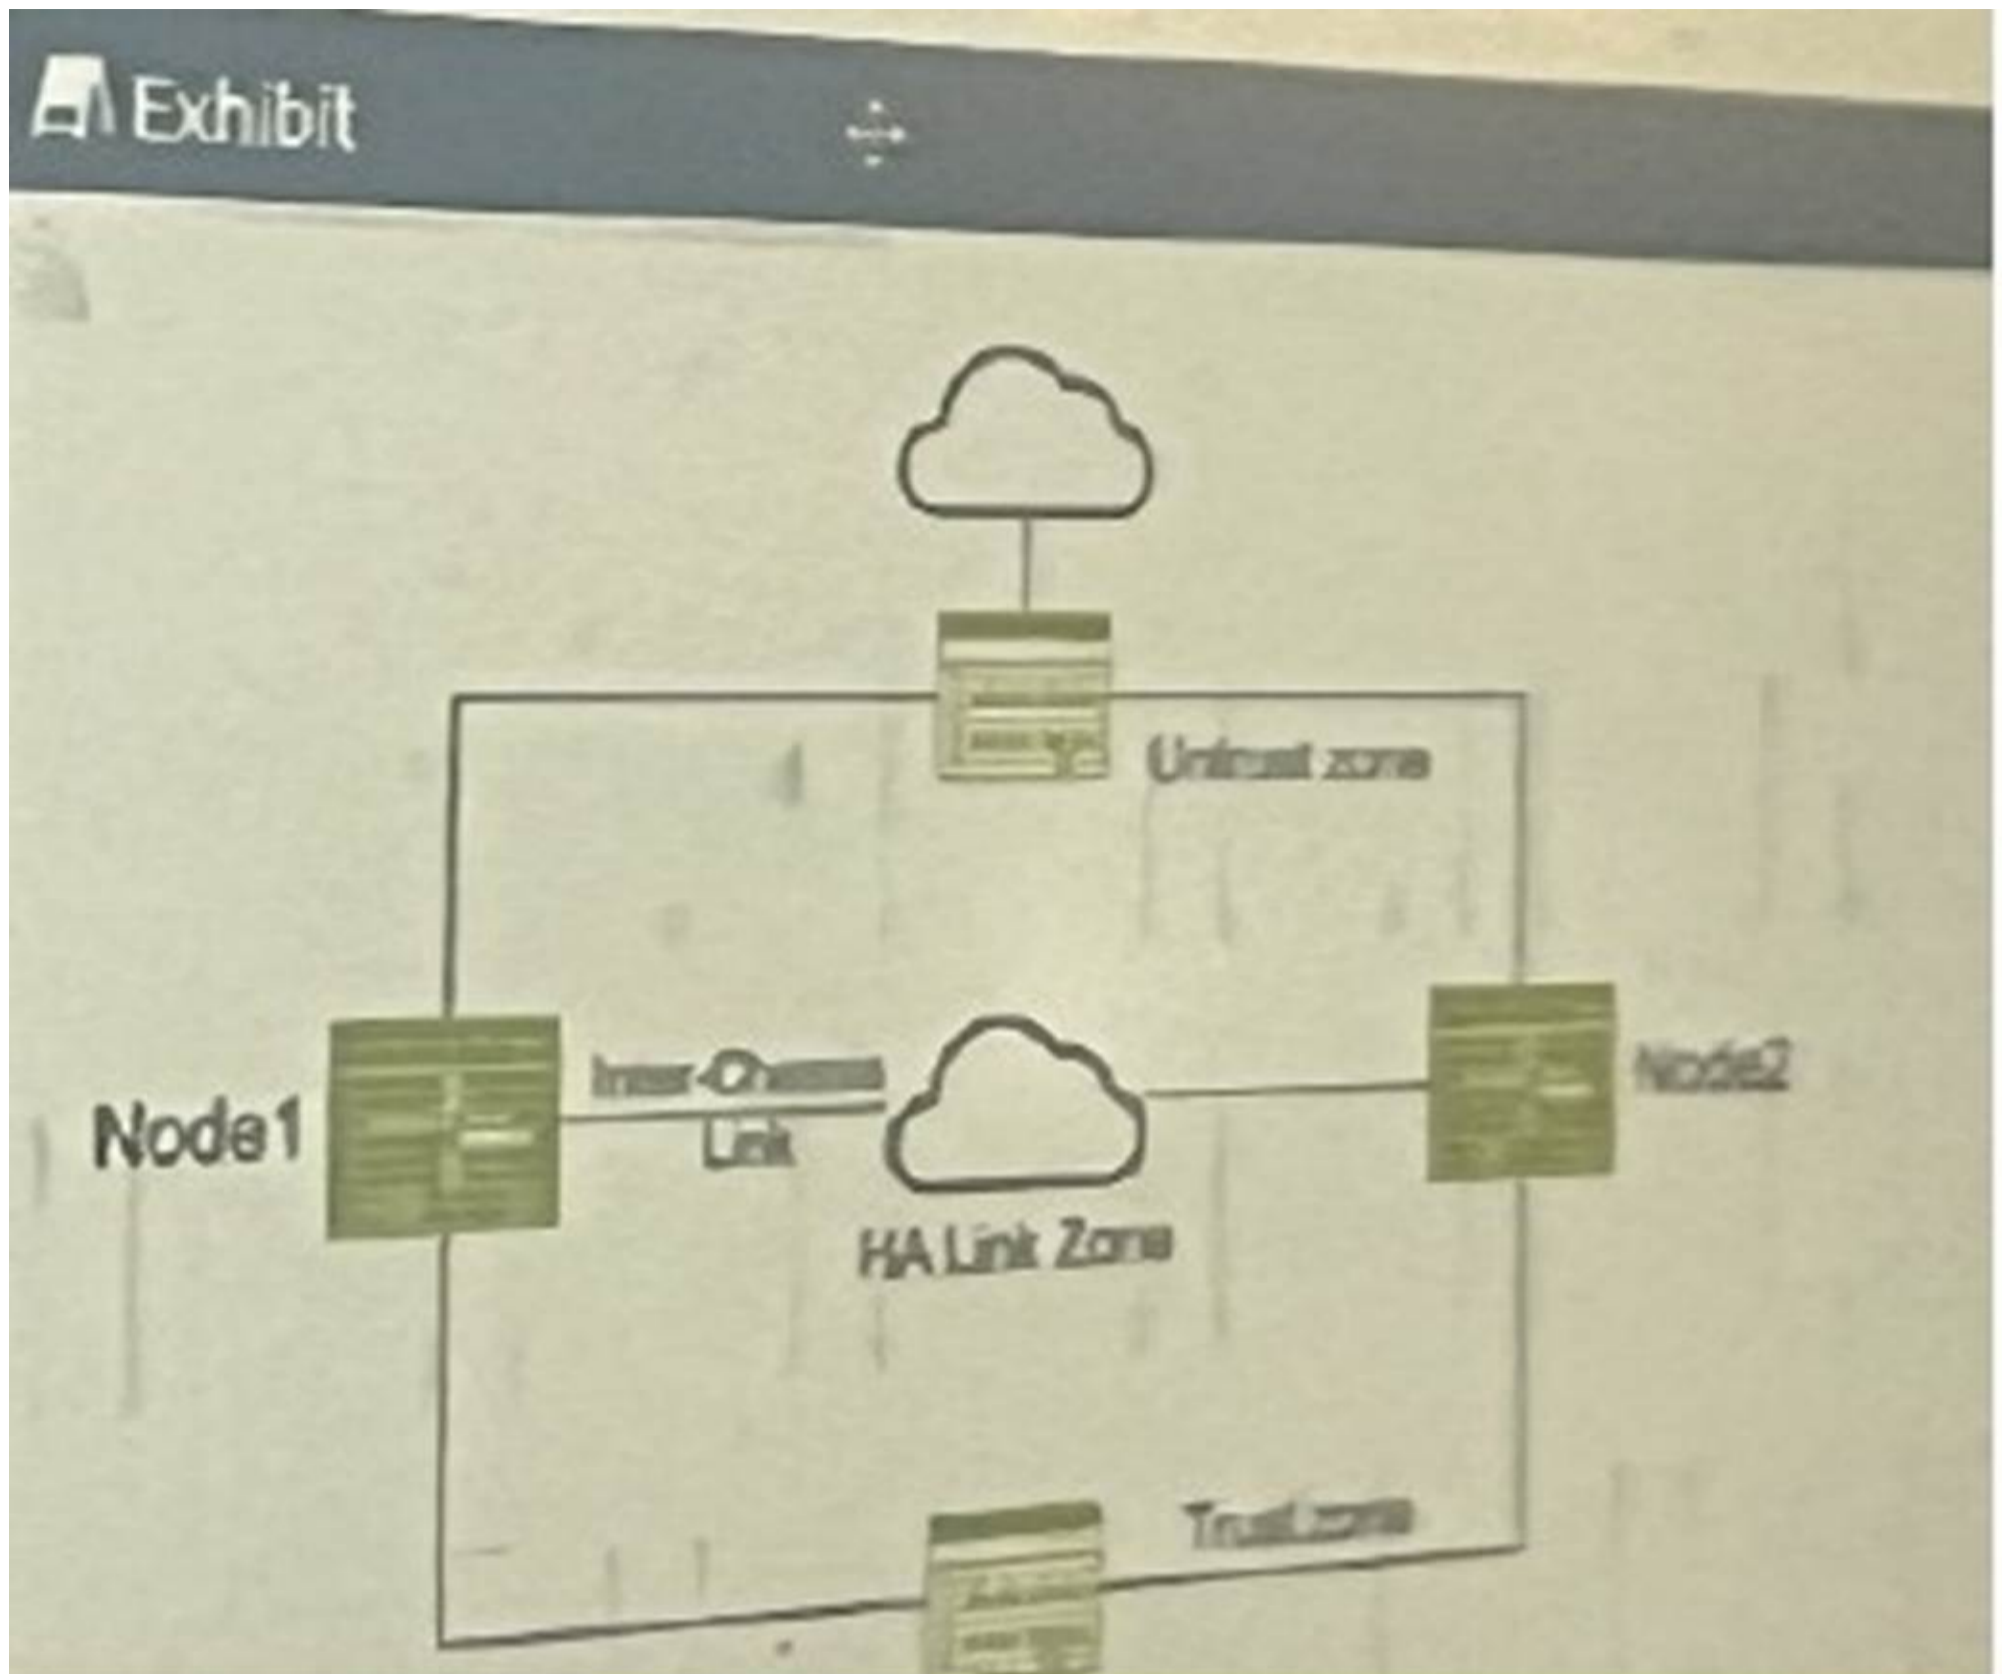 Exhibit
Untrust zone
Inter-Chassis
Link
Node1
Node2
HA Link Zone
Trust zone